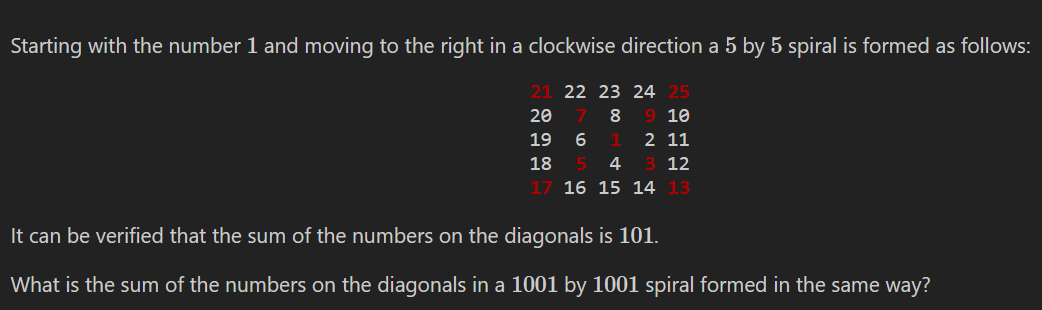 Starting with the number 1 and moving to the right in a clockwise direction a 5 by 5 spiral is formed as follows:
21 22 23 24 25
20 7 8 9 10
19 6 1 2 11
18 5 4 3 12
17 16 15 14 13
It can be verified that the sum of the numbers on the diagonals is 101.
What is the sum of the numbers on the diagonals in a 1001 by 1001 spiral formed in the same way?